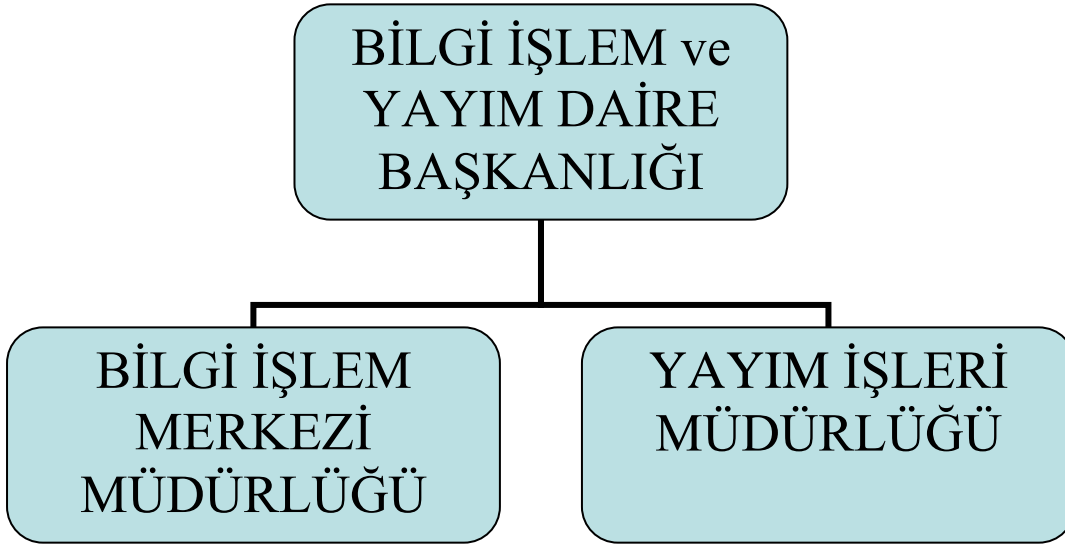 BİLGİ İŞLEM ve
YAYIM DAİRE
BAŞKANLIĞI
BİLGİ İŞLEM
MERKEZİ
MÜDÜRLÜĞÜ
YAYIM İŞLERİ
MÜDÜRLÜĞÜ